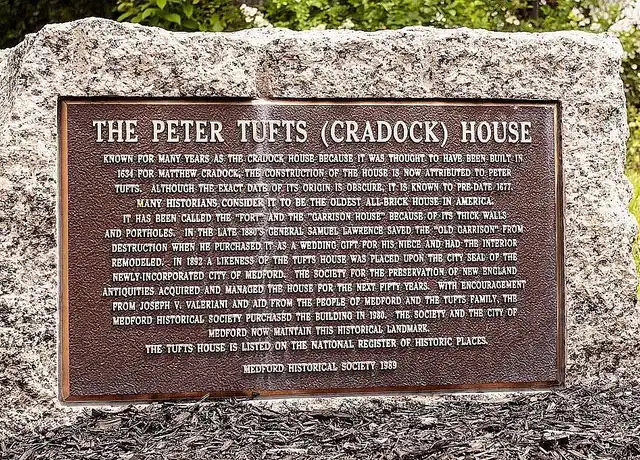 THE PETER TUFTS (CRADOCK) HOUSE
KNOWN FOR MANY YEARS AS THE CRADOCK HOUSE BECAUSE IT WAS THOUGHT TO HAVE BEEN BUILT IN
1634 FOR MATTHEW CRADOCK, THE CONSTRUCTION OF THE HOUSE IS NOW ATTRIBUTED TO PETER
TUFTS. ALTHOUGH THE EXACT DATE OF ITS ORIGIN IS OBSCURE, IT IS KNOWN TO PRE-DATE 1677.
MANY HISTORIANS CONSIDER IT TO BE THE OLDEST ALL-BRICK HOUSE IN AMERICA.
IT HAS BEEN CALLED THE "FORT" AND THE "GARRISON HOUSE" BECAUSE OF ITS THICK WALLS
AND PORTHOLES. IN THE LATE 1880'S GENERAL SAMUEL LAWRENCE SAVED THE "OLD GARRISON" FROM
DESTRUCTION WHEN HE PURCHASED IT AS A WEDDING GIFT FOR HIS NIECE AND HAD THE INTERIOR
REMODELED. IN 1892 A LIKENESS OF THE TUFTS HOUSE WAS PLACED UPON THE CITY SEAL OF THE
NEWLY-INCORPORATED CITY OF MEDFORD. THE SOCIETY FOR THE PRESERVATION OF NEW ENGLAND
ANTIQUITIES ACQUIRED AND MANAGED THE HOUSE FOR THE NEXT FIFTY YEARS. WITH ENCOURAGEMENT
FROM JOSEPH V. VALERIANI AND AID FROM THE PEOPLE OF MEDFORD AND THE TUFTS FAMILY, THE
MEDFORD HISTORICAL SOCIETY PURCHASED THE BUILDING IN 1980. THE SOCIETY AND THE CITY OF
MEDFORD NOW MAINTAIN THIS HISTORICAL LANDMARK.
THE TUFTS HOUSE IS LISTED ON THE NATIONAL REGISTER OF HISTORIC PLACES.
MEDFORD HISTORICAL SOCIETY 1989